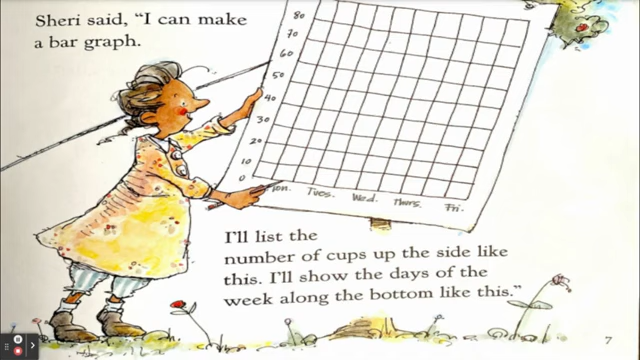 Sheri said, "I can make
a bar graph.
80
70
60
50
40
30
20
10
0
Mon. Tues. Wed. Thurs. Fri.
I'll list the
number of cups up the side like
this. I'll show the days of the
week along the bottom like this."
7